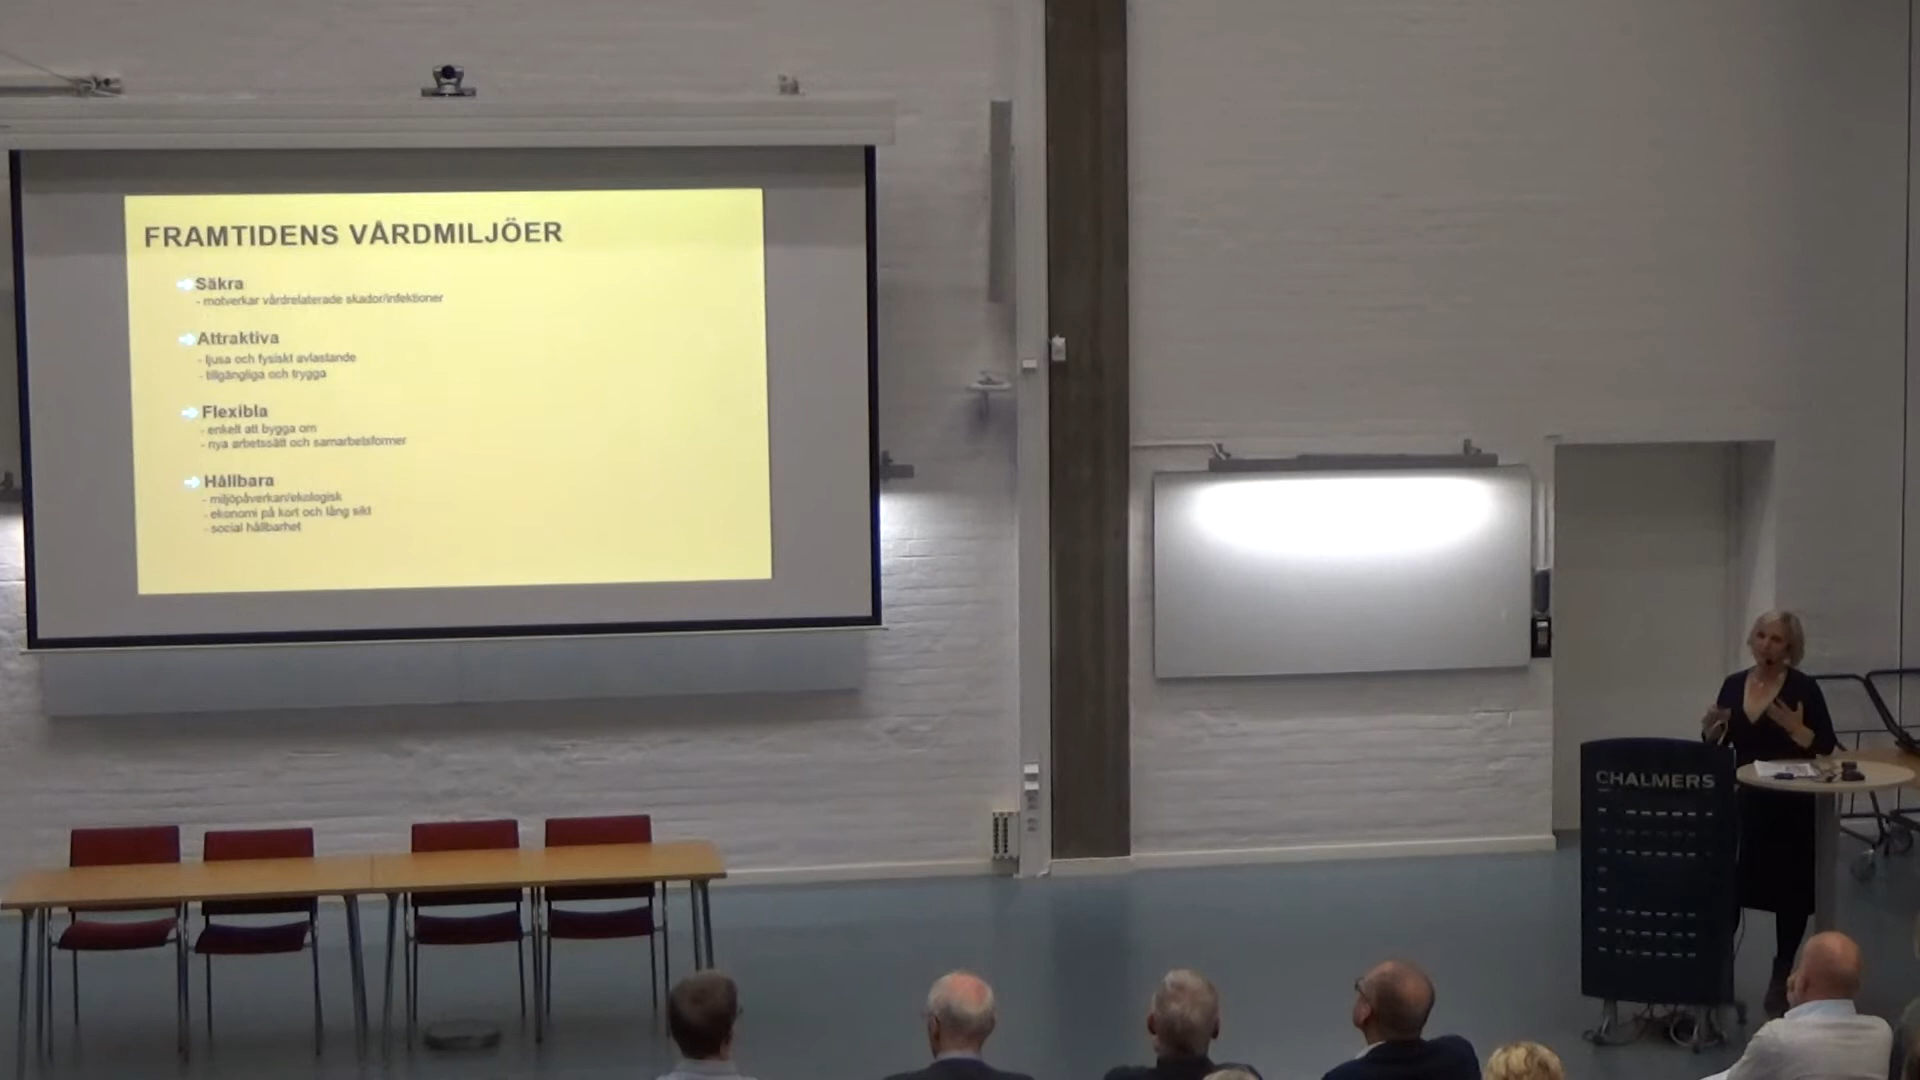 FRAMTIDENS VÅRDMILJÖER
Säkra
- motverkar vårdrelaterade skador/infektioner
Attraktiva
- ljusa och fysiskt avlastande
- tillgängliga och trygga
Flexibla
- enkelt att bygga om
- nya arbetssätt och samarbetsformer
Hållbara
- miljöpåverkan/ekologisk
- ekonomi på kort och lång sikt
- social hållbarhet
CHALMERS